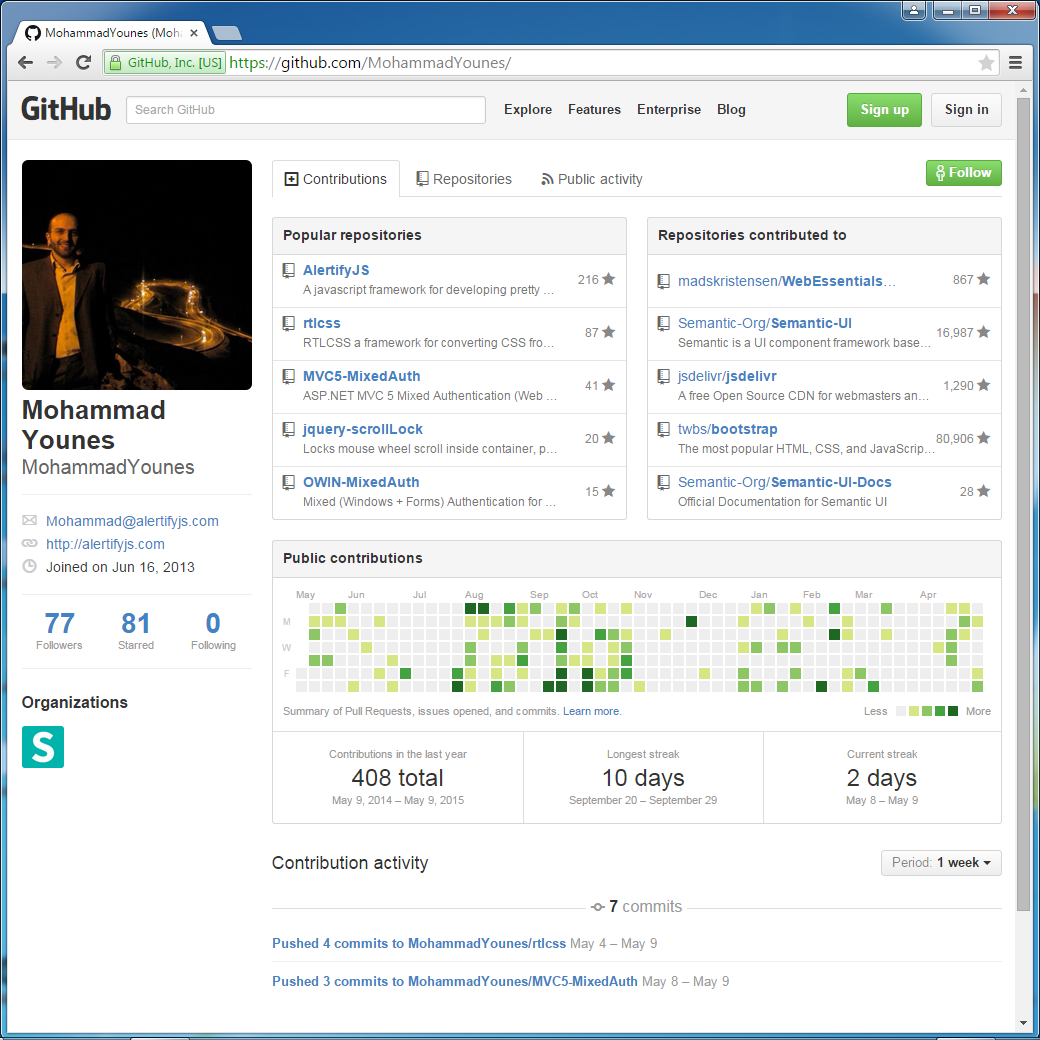 MohammadYounes (Moh
GitHub, Inc. [US] https://github.com/MohammadYounes/
GitHub Search GitHub Explore Features Enterprise Blog Sign up Sign in
Contributions Repositories Public activity Follow
Mohammad
Younes
MohammadYounes
Mohammad@alertifyjs.com
http://alertifyjs.com
Joined on Jun 16, 2013
77 81 0
Followers Starred Following
Organizations
S
Popular repositories
AlertifyJS 216
A javascript framework for developing pretty ...
rtlcss 87
RTLCSS a framework for converting CSS fro...
MVC5-MixedAuth 41
ASP.NET MVC 5 Mixed Authentication (Web ...
jquery-scrollLock 20
Locks mouse wheel scroll inside container, p...
OWIN-MixedAuth 15
Mixed (Windows + Forms) Authentication for ...
Repositories contributed to
madskristensen/WebEssentials... 867
Semantic-Org/Semantic-UI 16,987
Semantic is a UI component framework base...
jsdelivr/jsdelivr 1,290
A free Open Source CDN for webmasters an...
twbs/bootstrap 80,906
The most popular HTML, CSS, and JavaScrip...
Semantic-Org/Semantic-UI-Docs 28
Official Documentation for Semantic UI
Public contributions
May Jun Jul Aug Sep Oct Nov Dec Jan Feb Mar Apr
M
W
F
Summary of Pull Requests, issues opened, and commits. Learn more. Less More
Contributions in the last year
408 total
May 9, 2014 – May 9, 2015
Longest streak
10 days
September 20 – September 29
Current streak
2 days
May 8 – May 9
Contribution activity Period: 1 week
7 commits
Pushed 4 commits to MohammadYounes/rtlcss May 4 – May 9
Pushed 3 commits to MohammadYounes/MVC5-MixedAuth May 8 – May 9